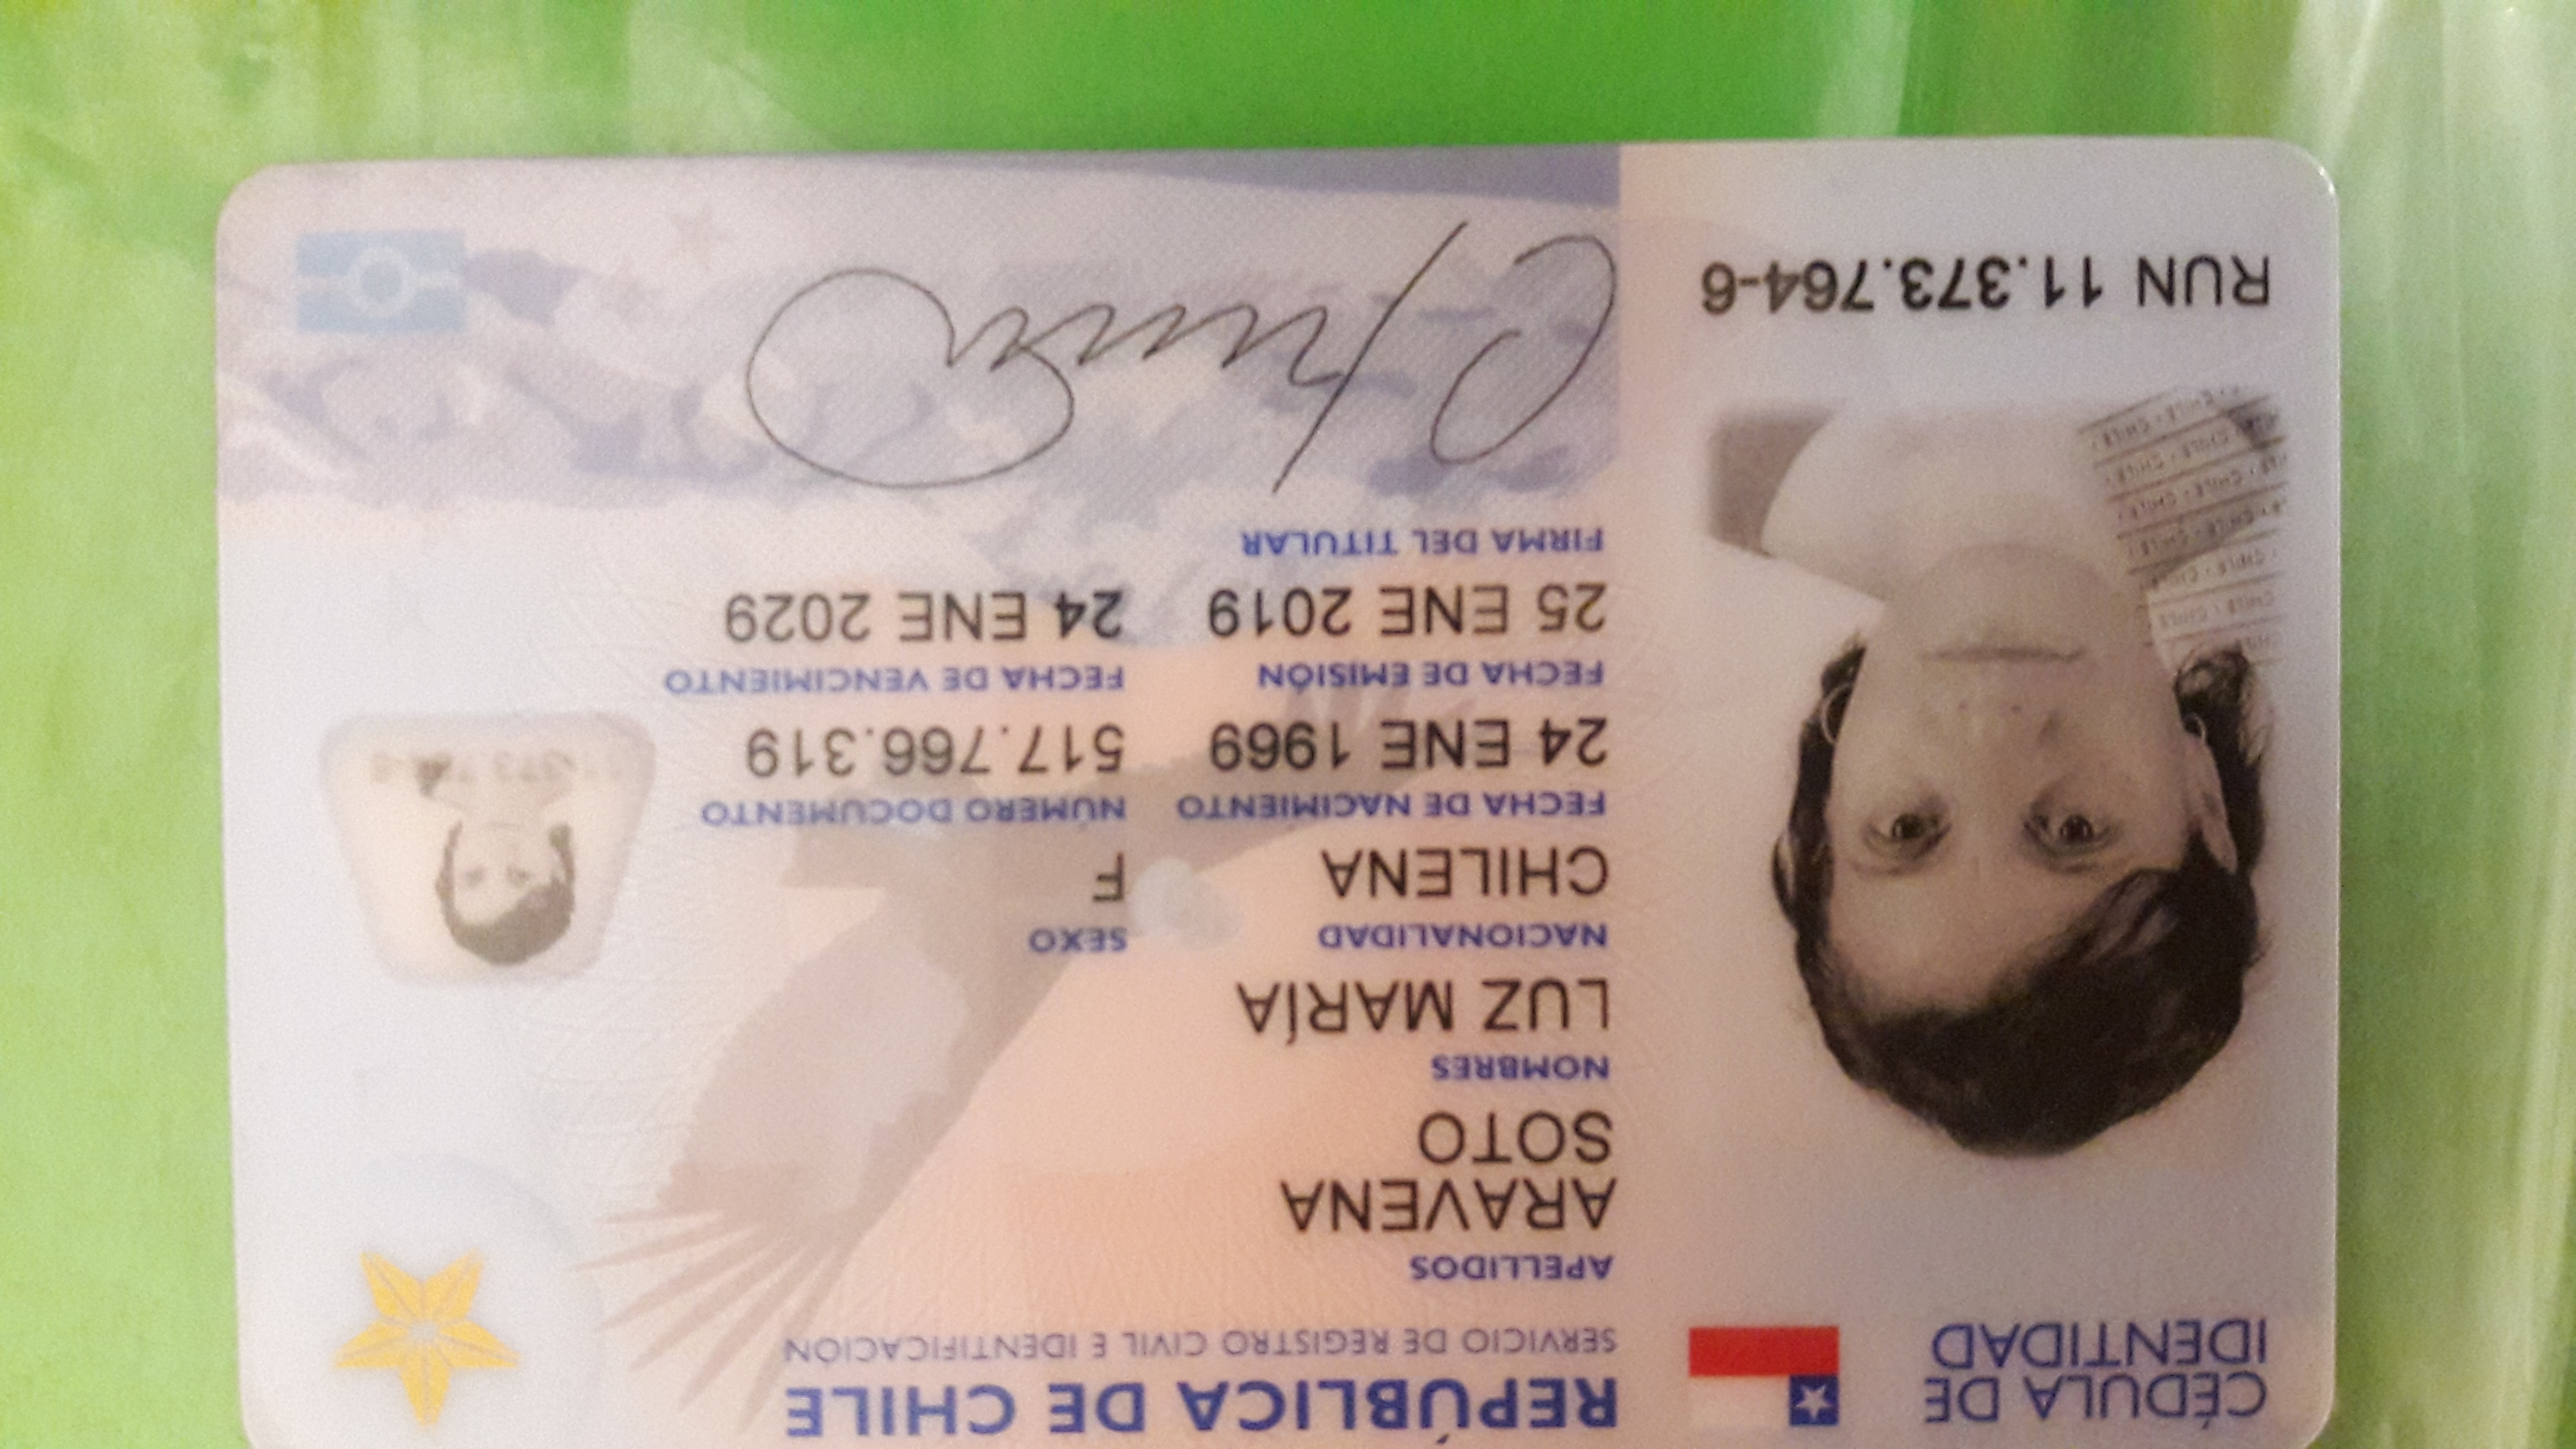 CÉDULA DE
IDENTIDAD
REPÚBLICA DE CHILE
SERVICIO DE REGISTRO CIVIL E IDENTIFICACIÓN
APELLIDOS
ARAVENA
SOTO
NOMBRES
LUZ MARÍA
NACIONALIDAD SEXO
CHILENA F
FECHA DE NACIMIENTO NÚMERO DOCUMENTO
24 ENE 1969 517.766.319
FECHA DE EMISIÓN FECHA DE VENCIMIENTO
25 ENE 2019 24 ENE 2029
FIRMA DEL TITULAR
RUN 11.373.764-6